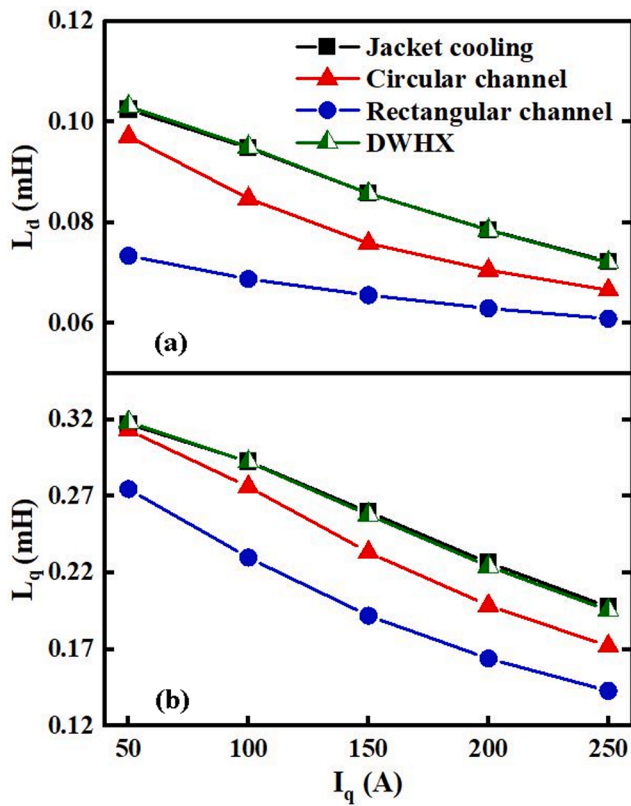 0.12
Jacket cooling
Circular channel
Rectangular channel
DWHX
0.10
0.08
0.06
L_d (mH)
(a)
0.32
0.27
0.22
0.17
0.12
L_q (mH)
(b)
50 100 150 200 250
I_q (A)